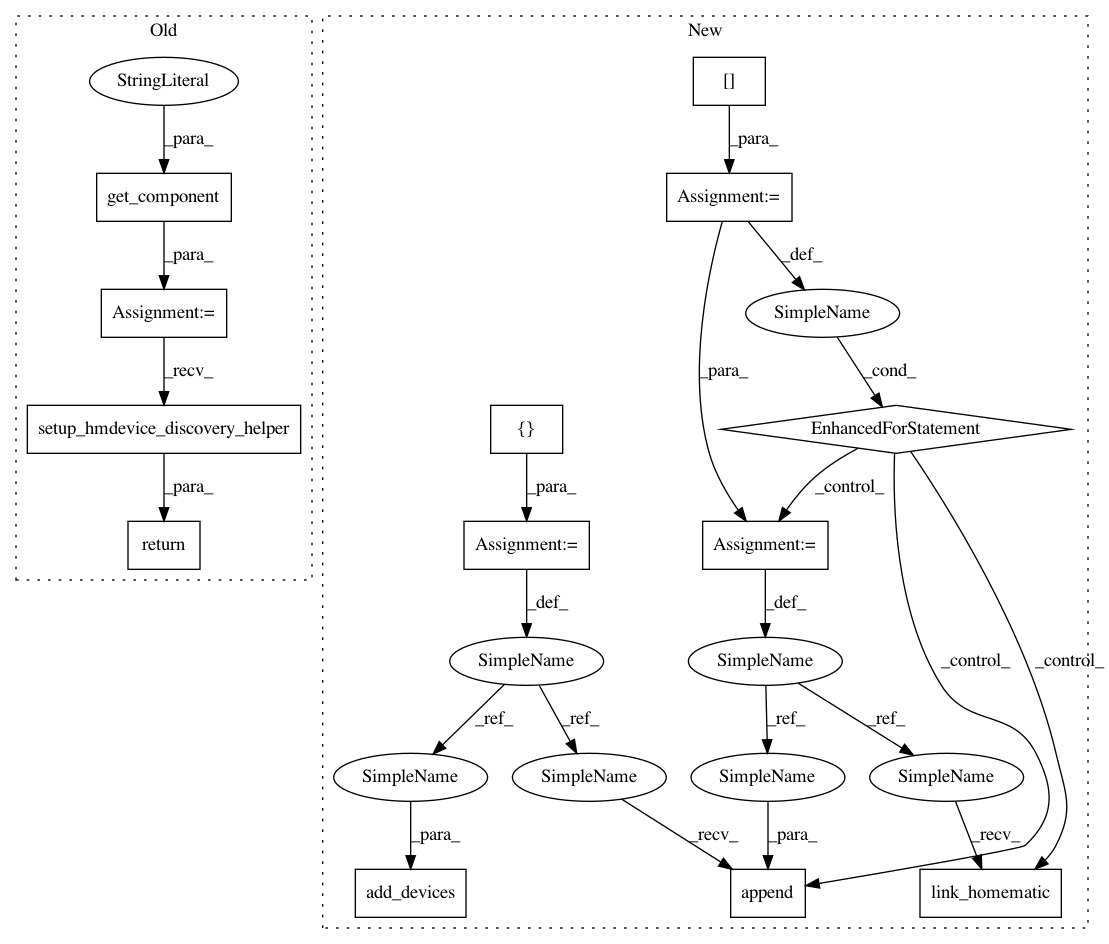 Old
New
StringLiteral
[]
_para_
_para_
get_component
Assignment:=
_para_
_def_
Assignment:=
SimpleName
_recv_
_para_
_cond_
setup_hmdevice_discovery_helper
{}
EnhancedForStatement
_para_
_para_
_control_
return
Assignment:=
Assignment:=
_def_
_def_
SimpleName
SimpleName
_control_
_control_
_ref_
_ref_
_ref_
_ref_
SimpleName
SimpleName
SimpleName
SimpleName
_para_
_recv_
_para_
_recv_
add_devices
append
link_homematic